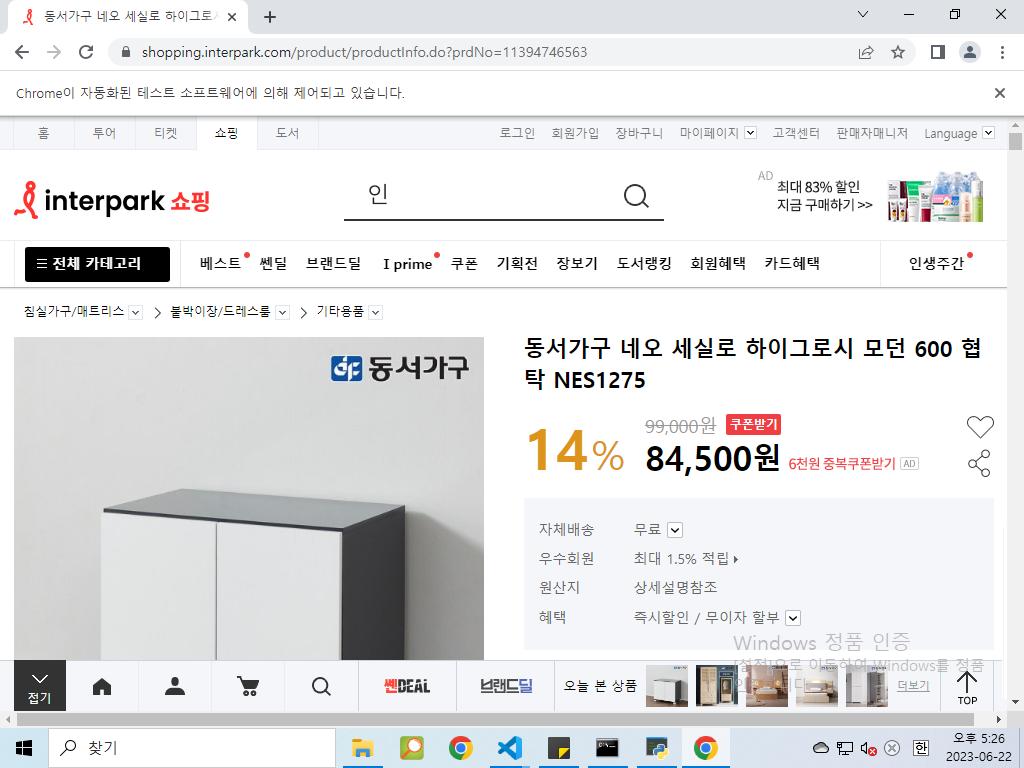 동서가구 네오 세실로 하이그로시
shopping.interpark.com/product/productInfo.do?prdNo=11394746563
Chrome이 자동화된 테스트 소프트웨어에 의해 제어되고 있습니다.
홈 투어 티켓 쇼핑 도서 로그인 회원가입 장바구니 마이페이지 고객센터 판매자매니저 Language
interpark 쇼핑
인
AD
최대 83% 할인
지금 구매하기 >>
전체 카테고리 베스트 쎈딜 브랜드딜 I prime 쿠폰 기획전 장보기 도서랭킹 회원혜택 카드혜택 인생주간
침실가구/매트리스 붙박이장/드레스룸 기타용품
동서가구
동서가구 네오 세실로 하이그로시 모던 600 협
탁 NES1275
14%
99,000원 쿠폰받기
84,500원 6천원 중복쿠폰받기 AD
자체배송 무료
우수회원 최대 1.5% 적립
원산지 상세설명참조
혜택 즉시할인 / 무이자 할부
Windows 정품 인증
[설정]으로 이동하여 Windows를 정품
접기
쎈DEAL
브랜드딜
오늘 본 상품
더보기
TOP
찾기
한
오후 5:26
2023-06-22